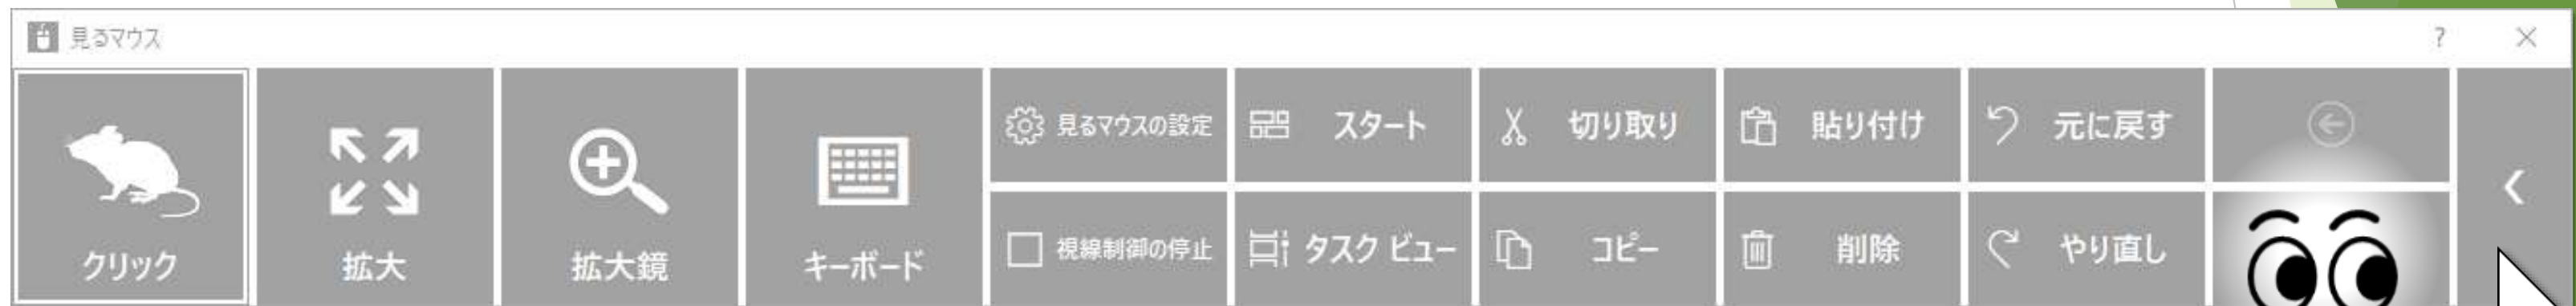 見るマウス
?
クリック
拡大
拡大鏡
キーボード
見るマウスの設定
スタート
切り取り
貼り付け
元に戻す
視線制御の停止
タスク ビュー
コピー
削除
やり直し